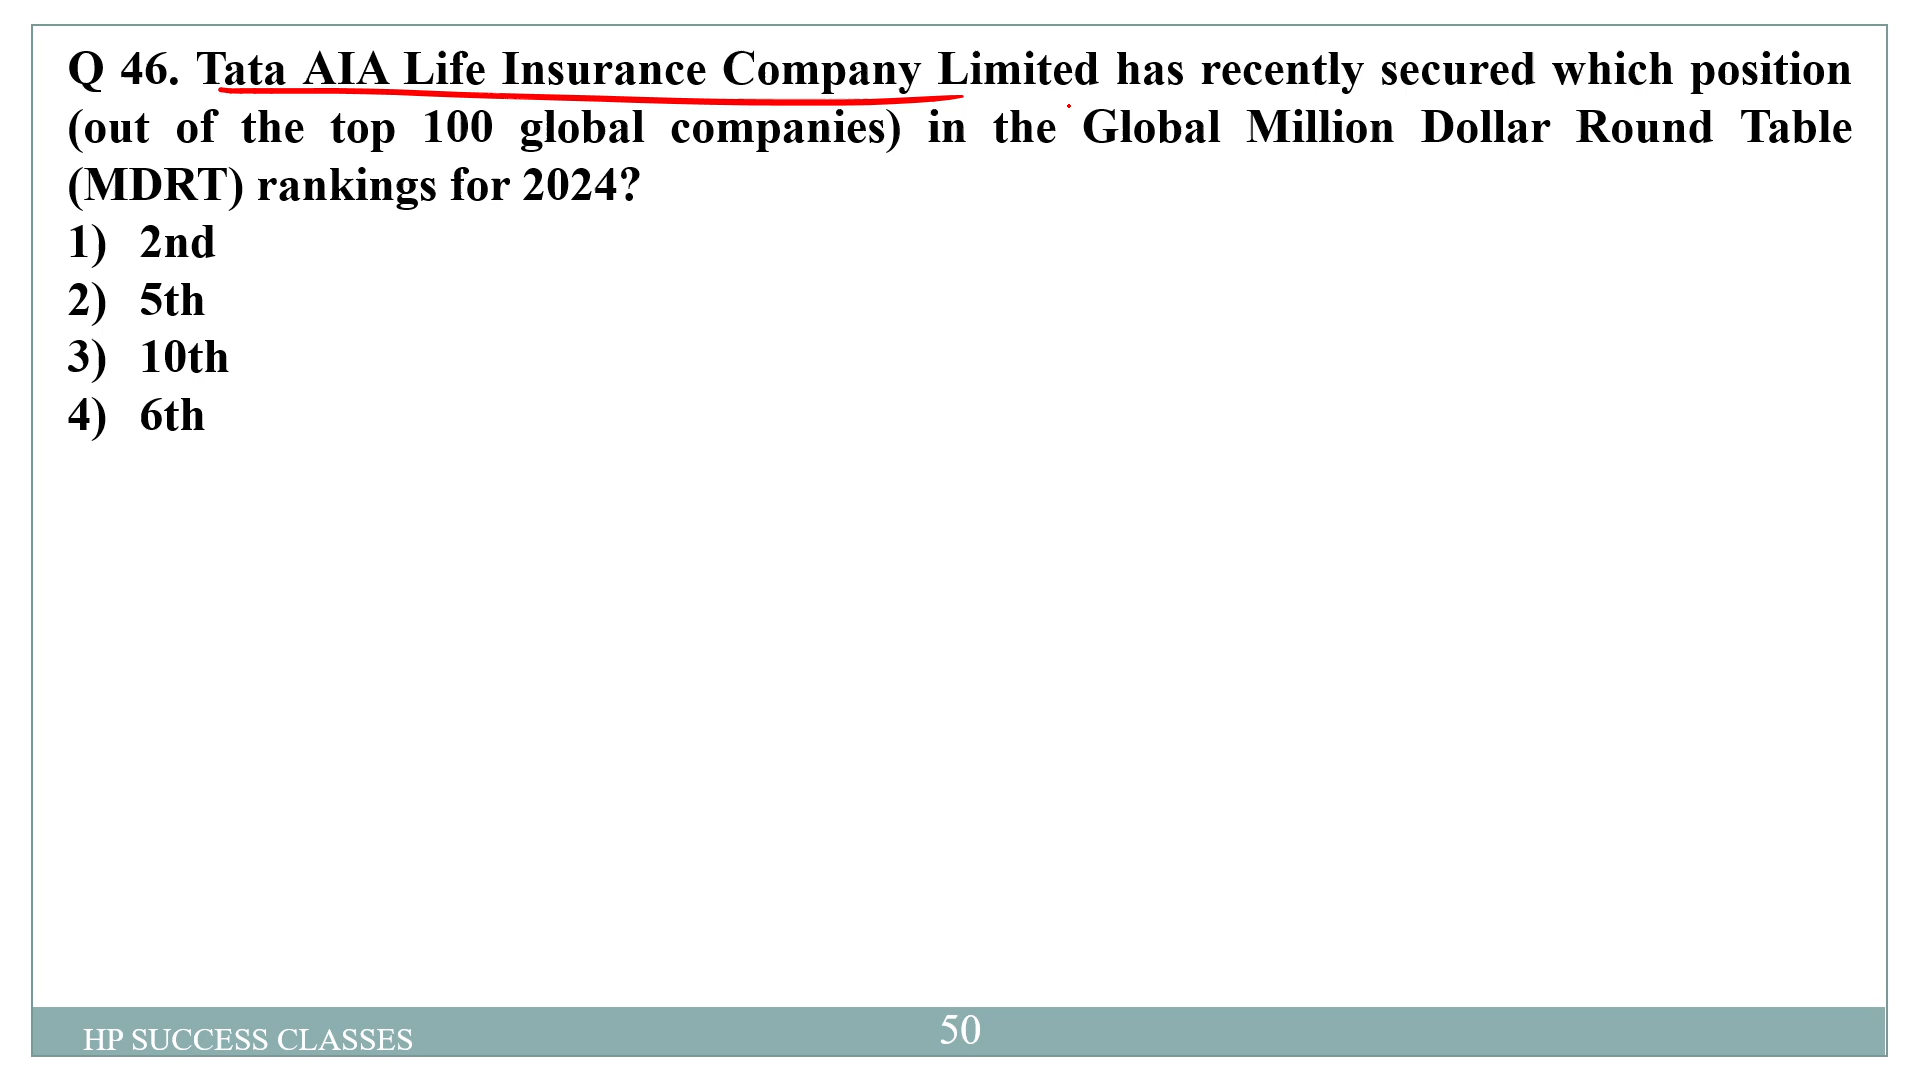 Q 46. Tata AIA Life Insurance Company Limited has recently secured which position
(out of the top 100 global companies) in the Global Million Dollar Round Table
(MDRT) rankings for 2024?
1) 2nd
2) 5th
3) 10th
4) 6th
HP SUCCESS CLASSES
50